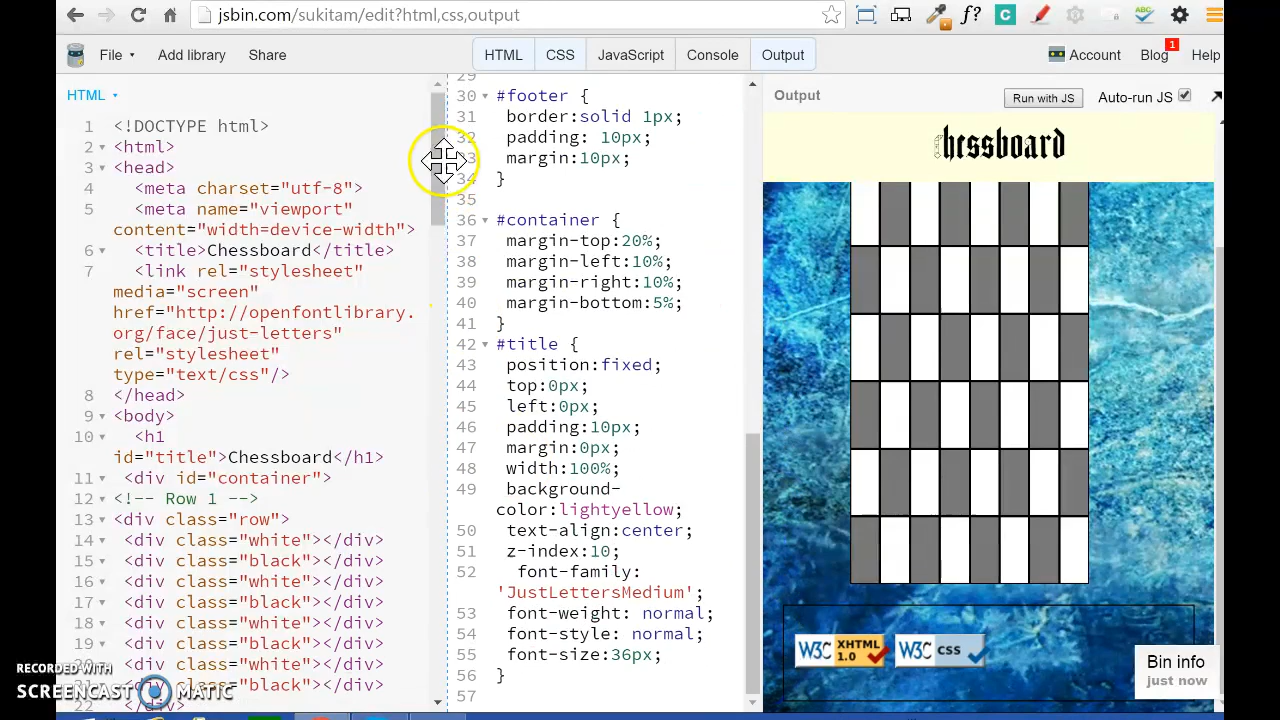 jsbin.com/sukitam/edit?html,css,output
f?
C
ABC
File
Add library
Share
HTML
CSS
JavaScript
Console
Output
Account
Blog
1
Help
HTML
1 <!DOCTYPE html>
2 <html>
3 <head>
4 <meta charset="utf-8">
5 <meta name="viewport"
content="width=device-width">
6 <title>Chessboard</title>
7 <link rel="stylesheet"
media="screen"
href="http://openfontlibrary.
org/face/just-letters"
rel="stylesheet"
type="text/css"/>
8 </head>
9 <body>
10 <h1
id="title">Chessboard</h1>
11 <div id="container">
12 <!-- Row 1 -->
13 <div class="row">
14 <div class="white"></div>
15 <div class="black"></div>
16 <div class="white"></div>
17 <div class="black"></div>
18 <div class="white"></div>
19 <div class="black"></div>
<div class="white"></div>
<div class="black"></div>
22 </div>
29
30 #footer {
31 border:solid 1px;
32 padding: 10px;
33 margin:10px;
34 }
35
36 #container {
37 margin-top:20%;
38 margin-left:10%;
39 margin-right:10%;
40 margin-bottom:5%;
41 }
42 #title {
43 position:fixed;
44 top:0px;
45 left:0px;
46 padding:10px;
47 margin:0px;
48 width:100%;
49 background-
color:lightyellow;
50 text-align:center;
51 z-index:10;
52 font-family:
'JustLettersMedium';
53 font-weight: normal;
54 font-style: normal;
55 font-size:36px;
56 }
57
Output
Run with JS
Auto-run JS
Chessboard
W3C XHTML 1.0
W3C CSS
Bin info
just now
RECORDED WITH
SCREENCAST MATIC